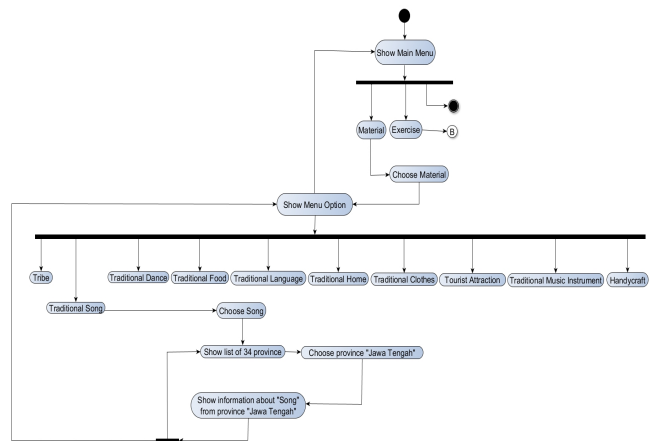 Show Main Menu
Material
Exercise
B
Choose Material
Show Menu Option
Tribe
Traditional Dance
Traditional Food
Traditional Language
Traditional Home
Traditional Clothes
Tourist Attraction
Traditional Music Instrument
Handycraft
Traditional Song
Choose Song
Show list of 34 province
Choose province "Jawa Tengah"
Show information about "Song"
from province "Jawa Tengah"